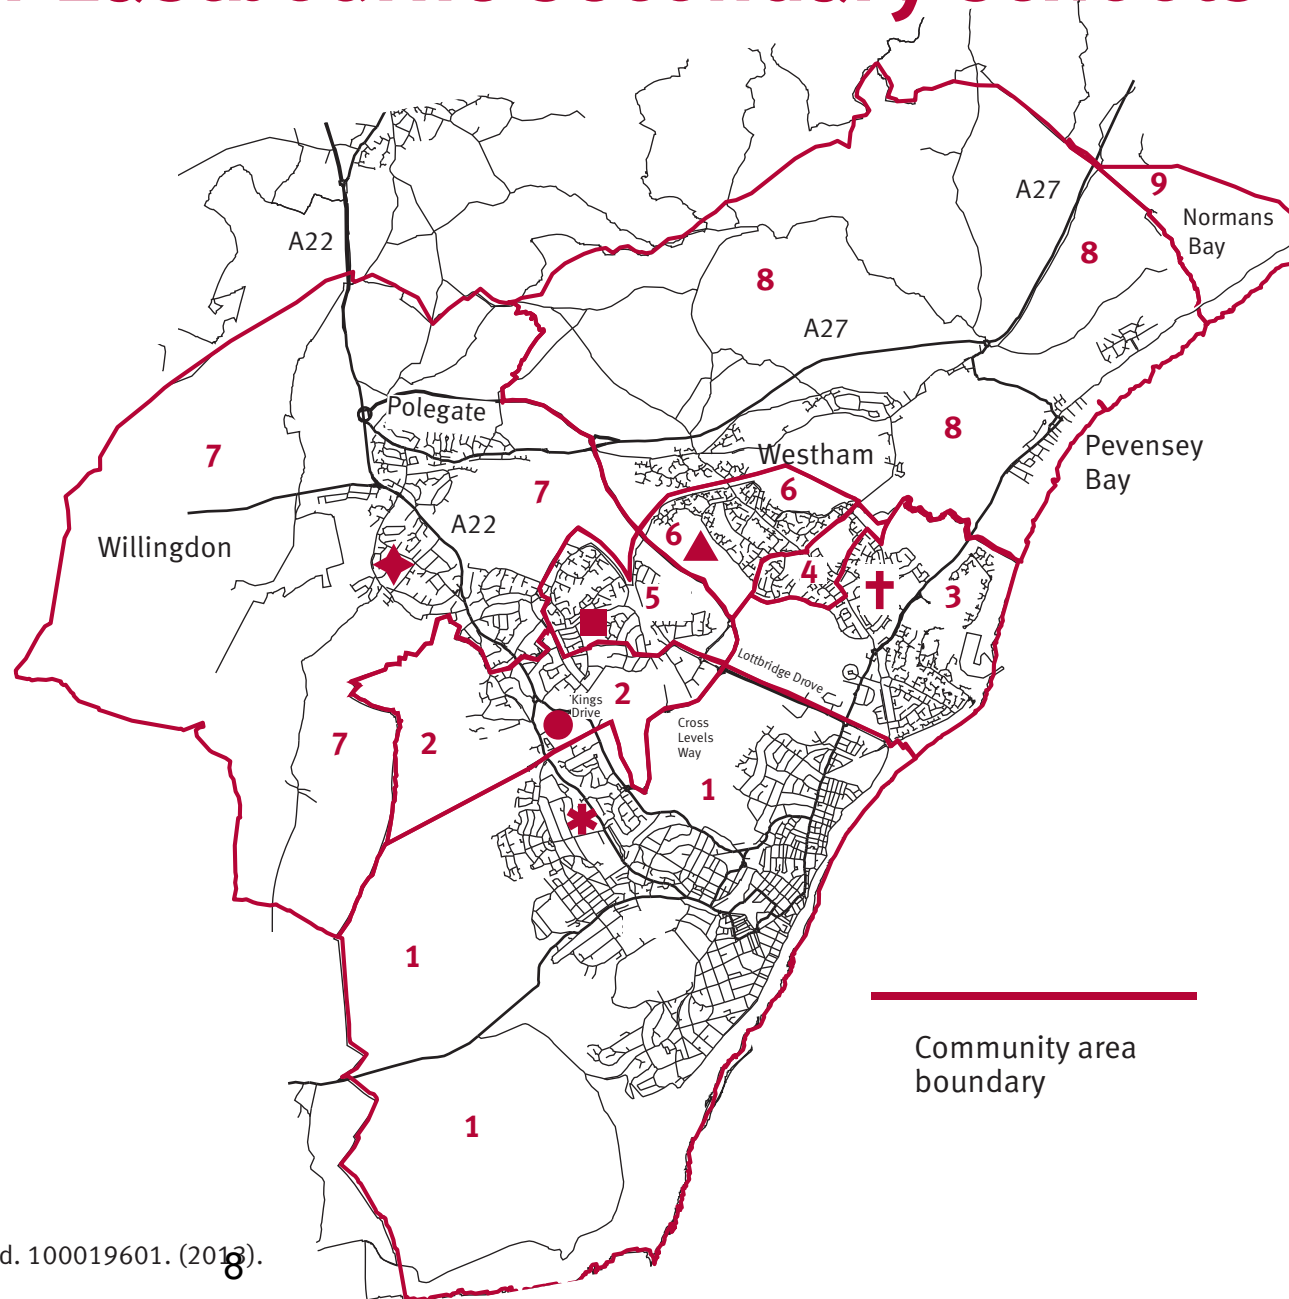 A27
9
Normans
Bay
A22
8
8
A27
Polegate
8
7
Westham
Pevensey
Bay
6
7
A22
6
Willingdon
4
5
3
Lottbridge Drove
2
Kings
Drive
Cross
Levels
Way
7
2
1
1
Community area
boundary
1
d. 100019601. (2013).
8